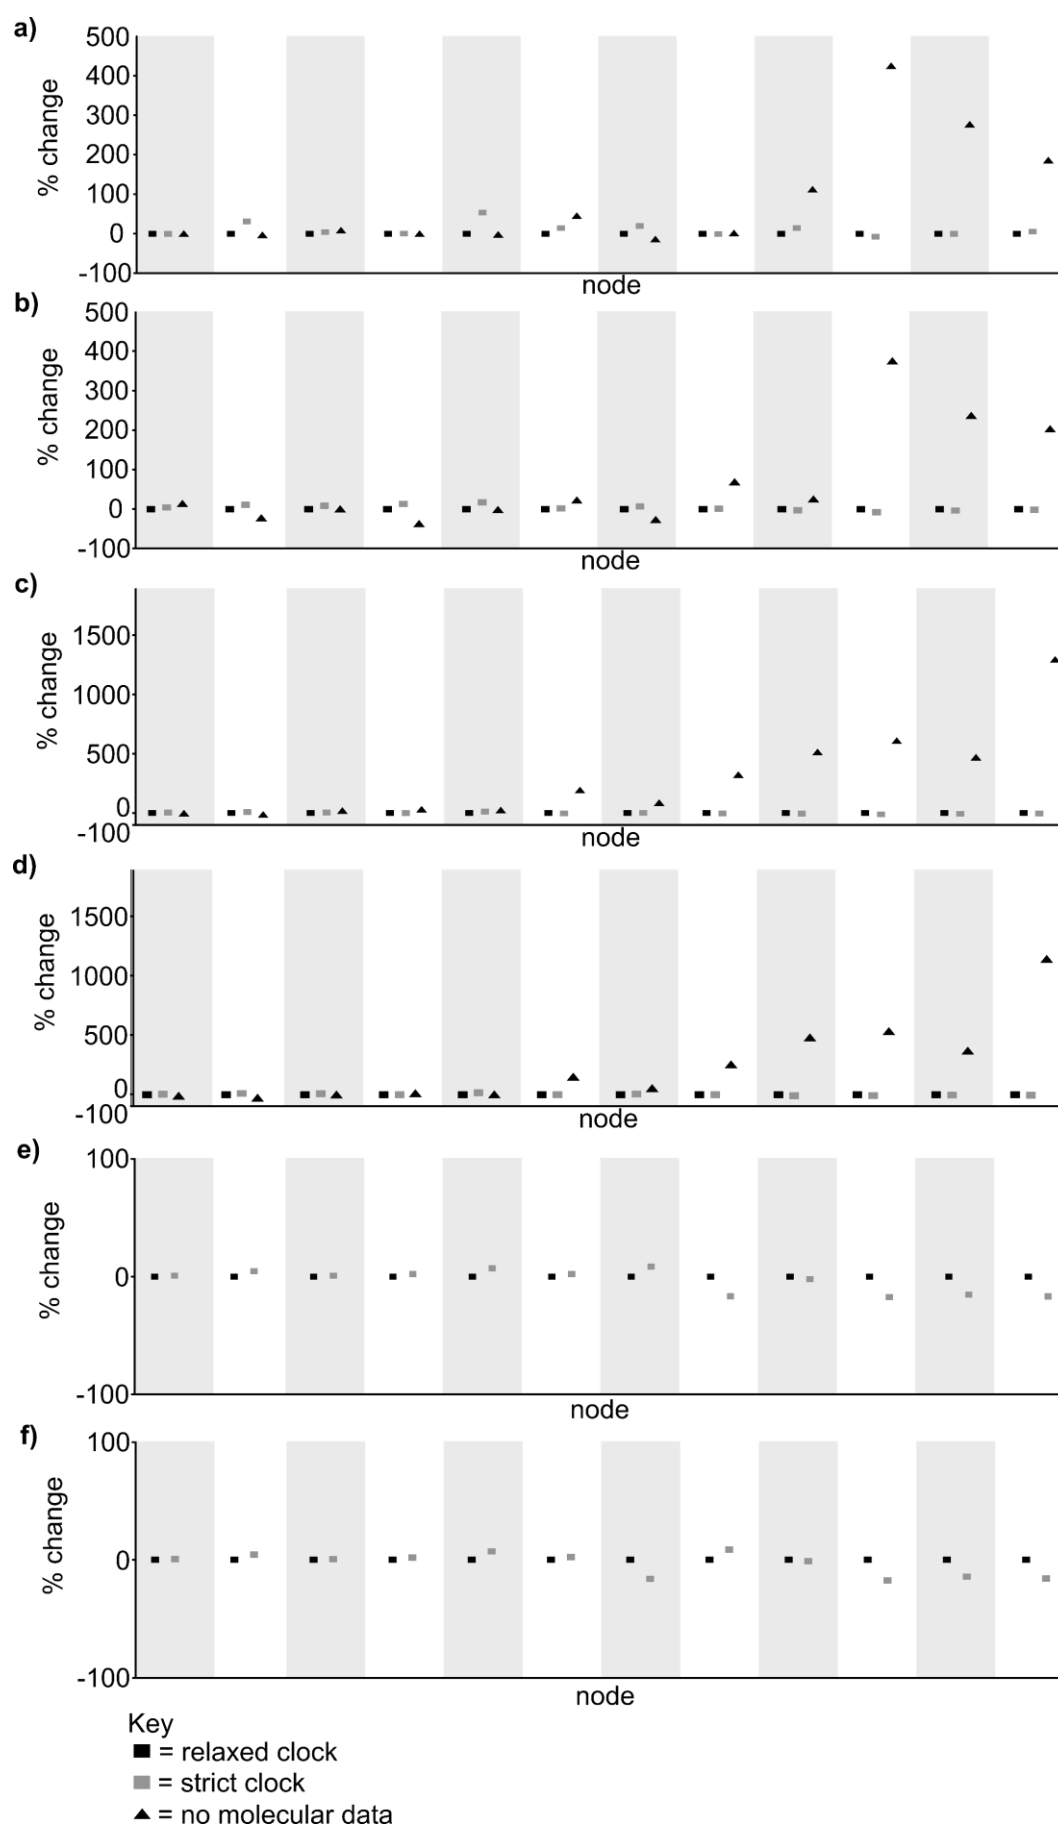 a)
500
400
300
200
100
0
-100
% change
node
b)
500
400
300
200
100
0
-100
% change
node
c)
1500
1000
500
0
-100
% change
node
d)
1500
1000
500
0
-100
% change
node
e)
100
0
-100
% change
node
f)
100
0
-100
% change
node
Key
= relaxed clock
= strict clock
= no molecular data